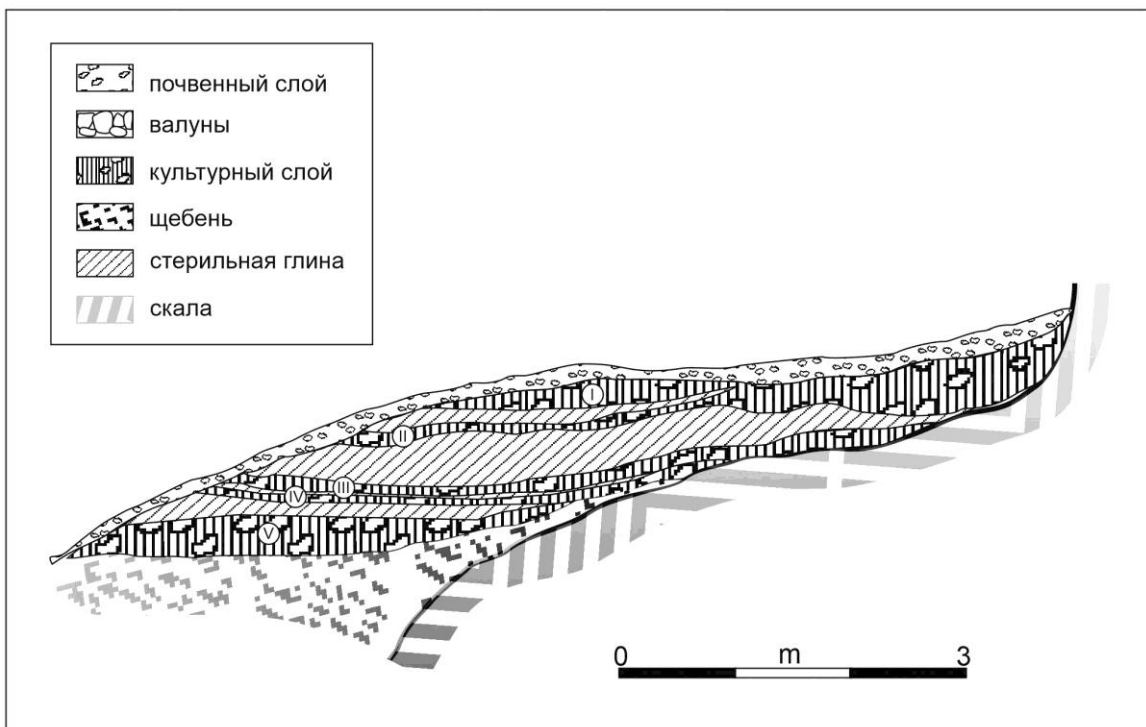 почвенный слой
валуны
культурный слой
щебень
стерильная глина
скала
I
II
III
IV
V
0 m 3